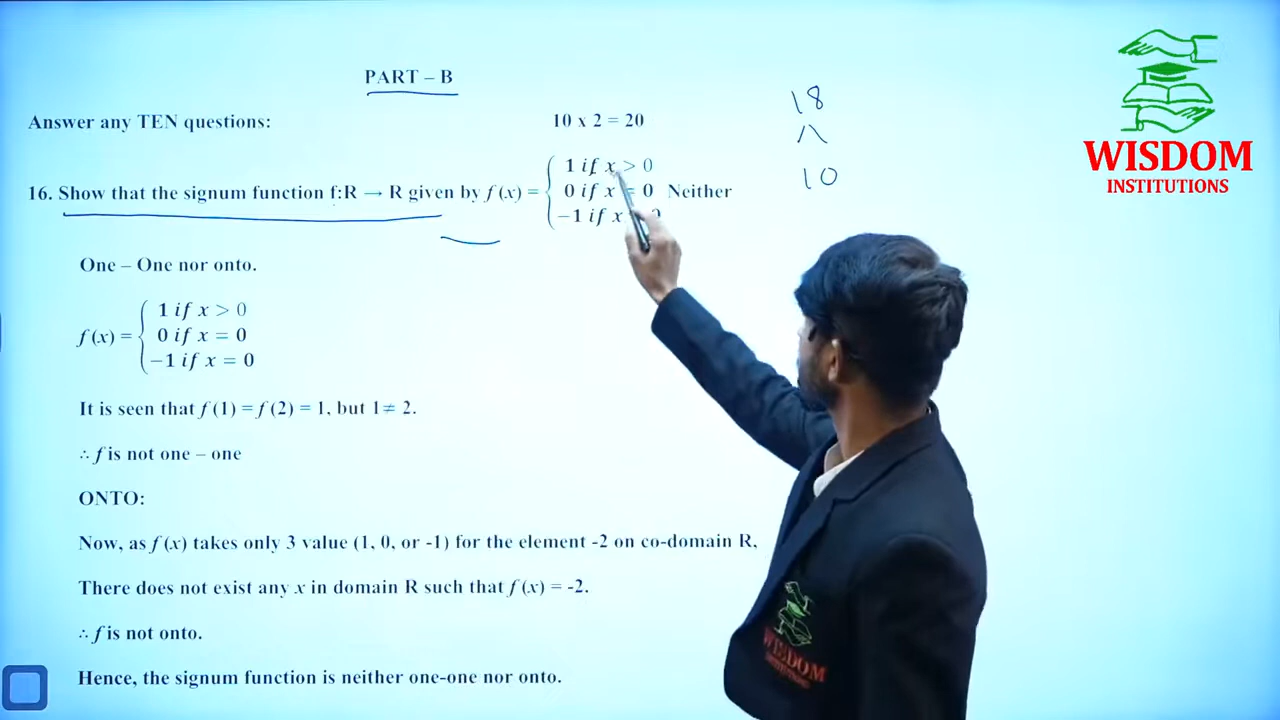 PART – B
Answer any TEN questions: 10 x 2 = 20
16. Show that the signum function f:R → R given by f (x) = { 1 if x > 0
0 if x = 0 Neither
−1 if x
One – One nor onto.
f (x) = { 1 if x > 0
0 if x = 0
−1 if x = 0
It is seen that f (1) = f (2) = 1, but 1 ≠ 2.
∴ f is not one – one
ONTO:
Now, as f (x) takes only 3 value (1, 0, or -1) for the element -2 on co-domain R,
There does not exist any x in domain R such that f (x) = -2.
∴ f is not onto.
Hence, the signum function is neither one-one nor onto.
18
10
WISDOM
INSTITUTIONS
WISDOM
INSTITUTIONS